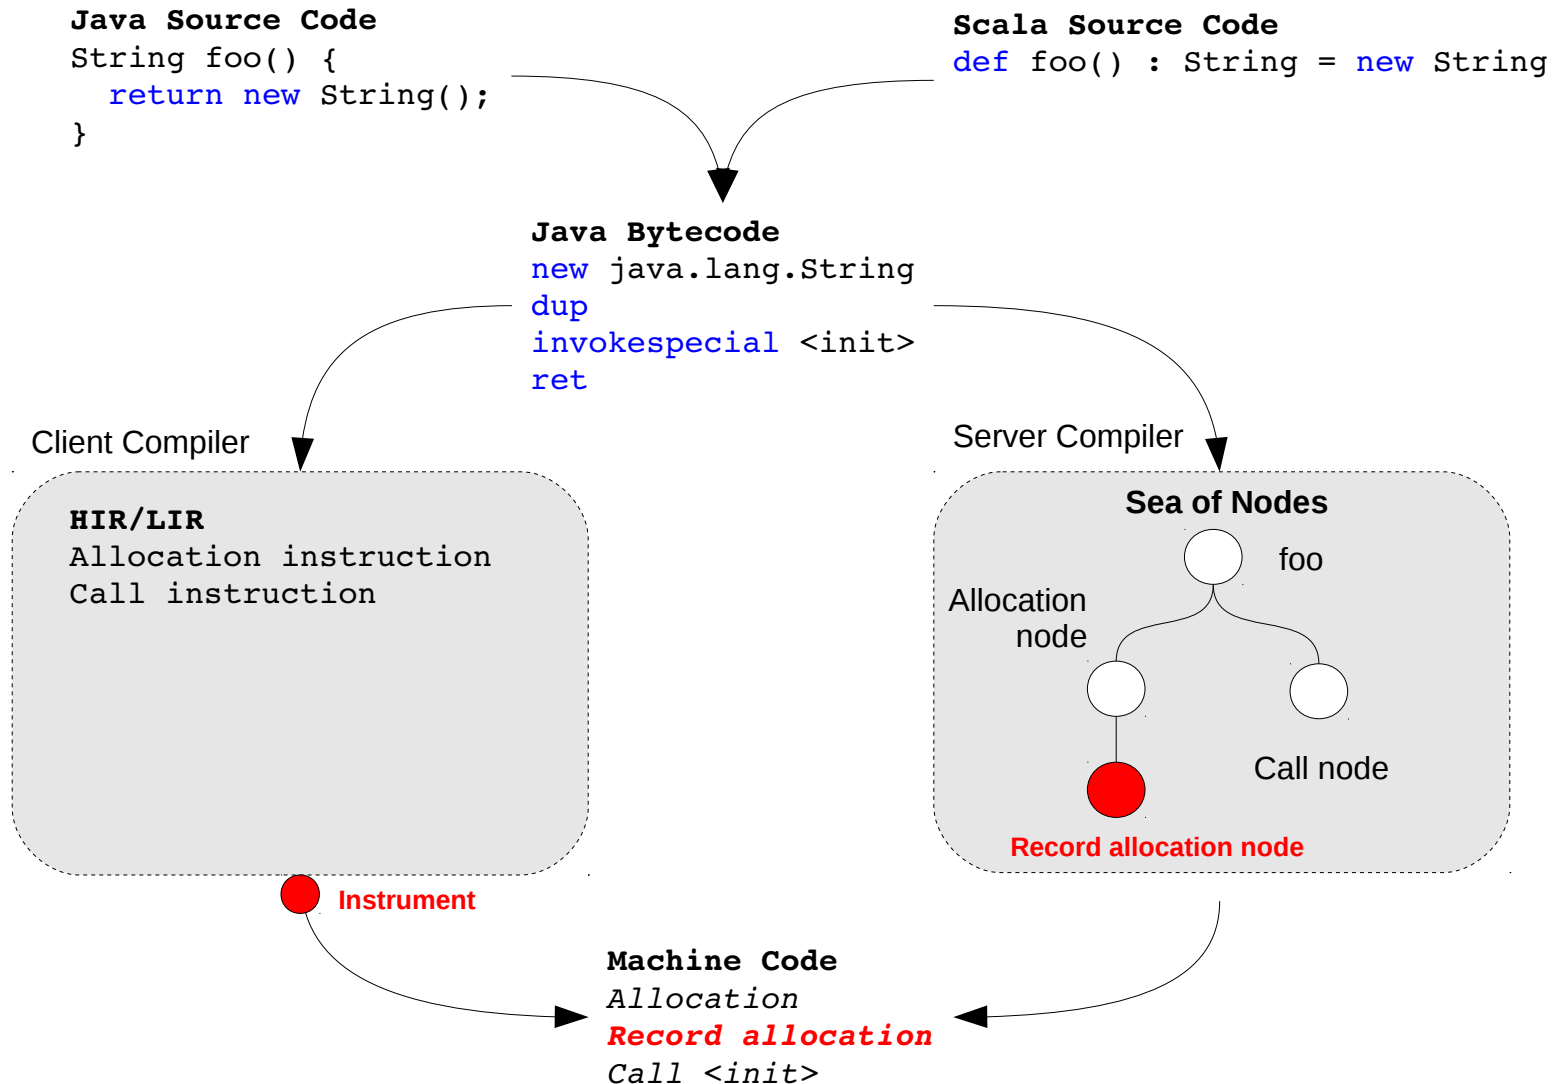 Java Source Code
String foo() {
  return new String();
}
Scala Source Code
def foo() : String = new String
Java Bytecode
new java.lang.String
dup
invokespecial <init>
ret
Client Compiler
HIR/LIR
Allocation instruction
Call instruction
Instrument
Server Compiler
Sea of Nodes
foo
Allocation
node
Call node
Record allocation node
Machine Code
Allocation
Record allocation
Call <init>